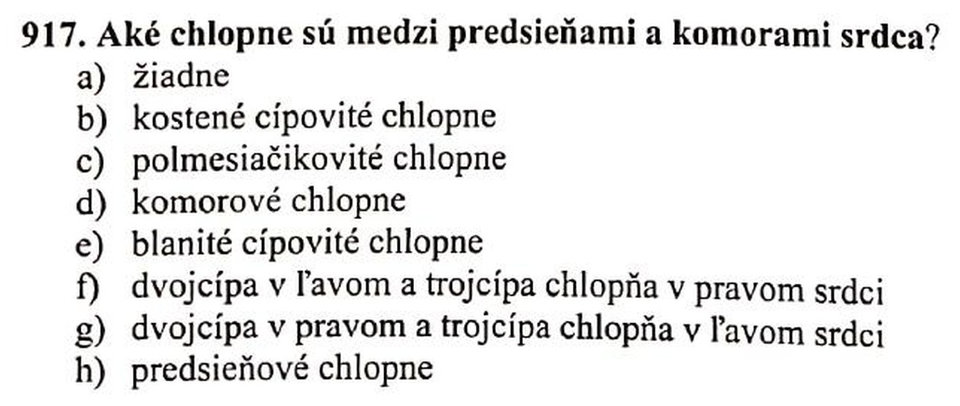 917. Aké chlopne sú medzi predsieňami a komorami srdca?
a) žiadne
b) kostené cípovité chlopne
c) polmesiačikovité chlopne
d) komorové chlopne
e) blanité cípovité chlopne
f) dvojcípa v ľavom a trojcípa chlopňa v pravom srdci
g) dvojcípa v pravom a trojcípa chlopňa v ľavom srdci
h) predsieňové chlopne